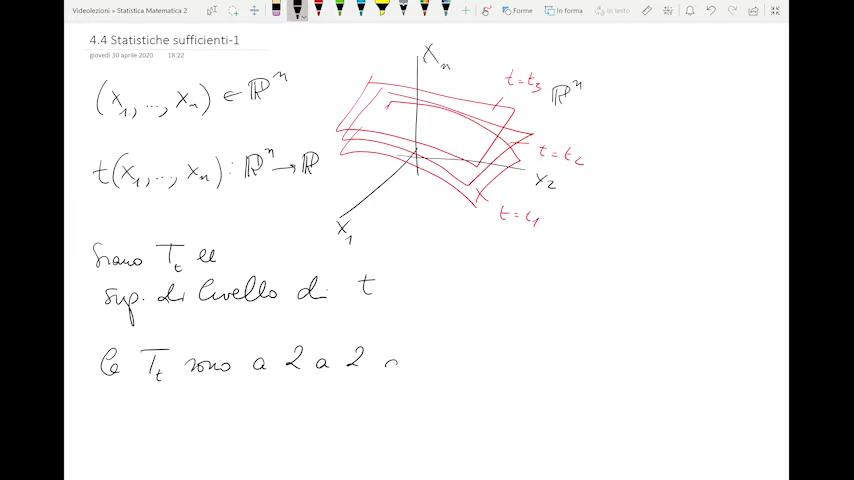 Videolezioni » Statistica Matematica 2
Forme
In forma
In testo
4.4 Statistiche sufficienti-1
giovedì 30 aprile 2020 18:22
(x₁, ..., xₙ) ∈ ℝⁿ
t(x₁, ..., xₙ): ℝⁿ → ℝ
xₙ
t=t₃
ℝⁿ
t=t₂
x₂
t=t₁
x₁
Siano Tₜ le
sup. di livello di t
le Tₜ sono a 2 a 2